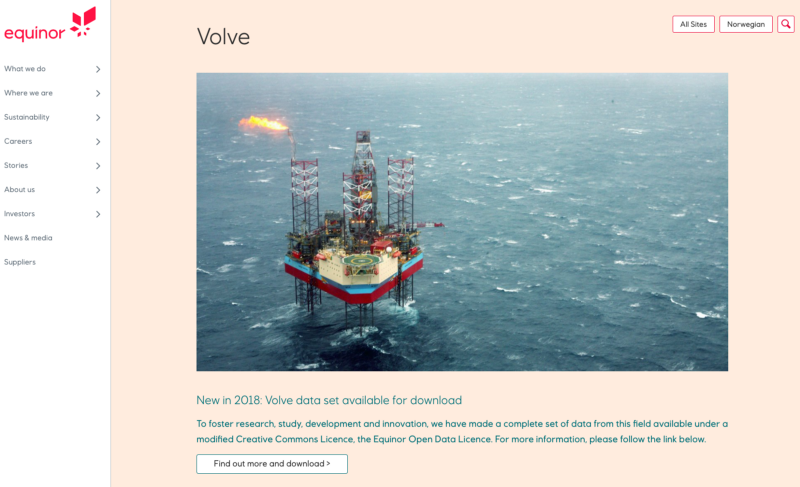 equinor
What we do
Where we are
Sustainability
Careers
Stories
About us
Investors
News & media
Suppliers
All Sites
Norwegian
Volve
New in 2018: Volve data set available for download
To foster research, study, development and innovation, we have made a complete set of data from this field available under a
modified Creative Commons Licence, the Equinor Open Data Licence. For more information, please follow the link below.
Find out more and download >